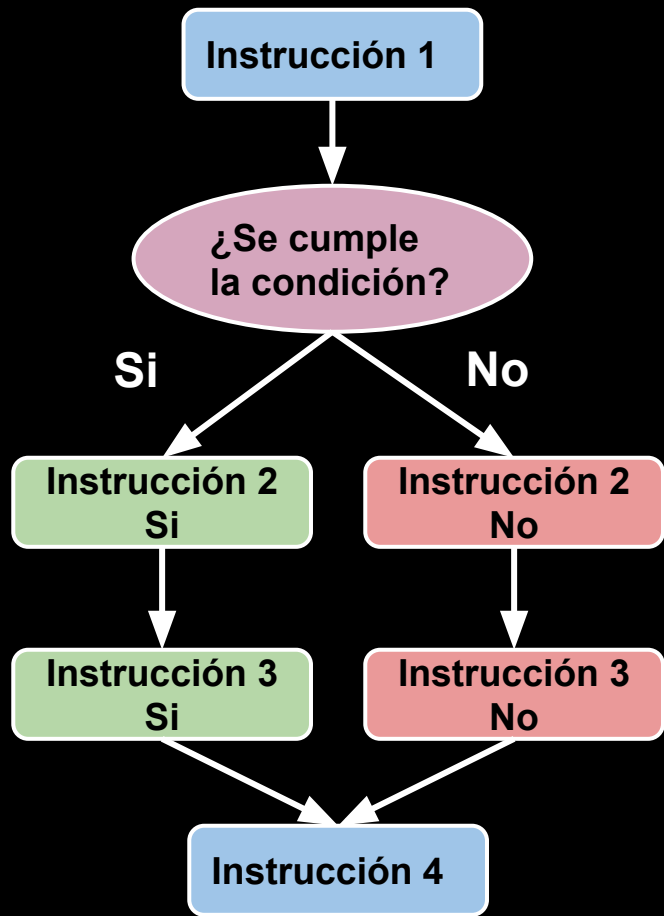 Instrucción 1
¿Se cumple
la condición?
Si
No
Instrucción 2
Si
Instrucción 2
No
Instrucción 3
Si
Instrucción 3
No
Instrucción 4